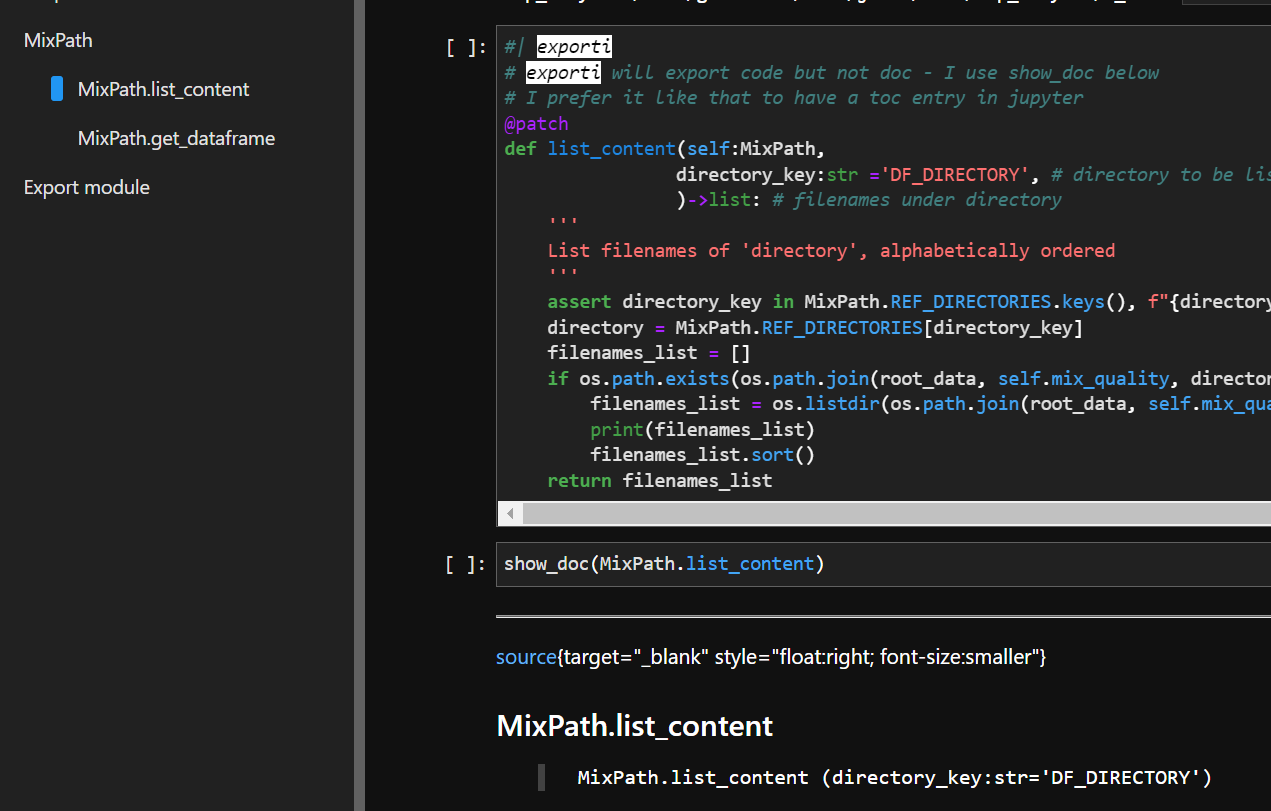 MixPath
MixPath.list_content
MixPath.get_dataframe
Export module
[ ]:
#| exporti
# exporti will export code but not doc - I use show_doc below
# I prefer it like that to have a toc entry in jupyter
@patch
def list_content(self:MixPath,
directory_key:str ='DF_DIRECTORY', # directory to be lis
)->list: # filenames under directory
'''
List filenames of 'directory', alphabetically ordered
'''
assert directory_key in MixPath.REF_DIRECTORIES.keys(), f"{directory
directory = MixPath.REF_DIRECTORIES[directory_key]
filenames_list = []
if os.path.exists(os.path.join(root_data, self.mix_quality, director
filenames_list = os.listdir(os.path.join(root_data, self.mix_qua
print(filenames_list)
filenames_list.sort()
return filenames_list
[ ]:
show_doc(MixPath.list_content)
source{target="_blank" style="float:right; font-size:smaller"}
MixPath.list_content
MixPath.list_content (directory_key:str='DF_DIRECTORY')